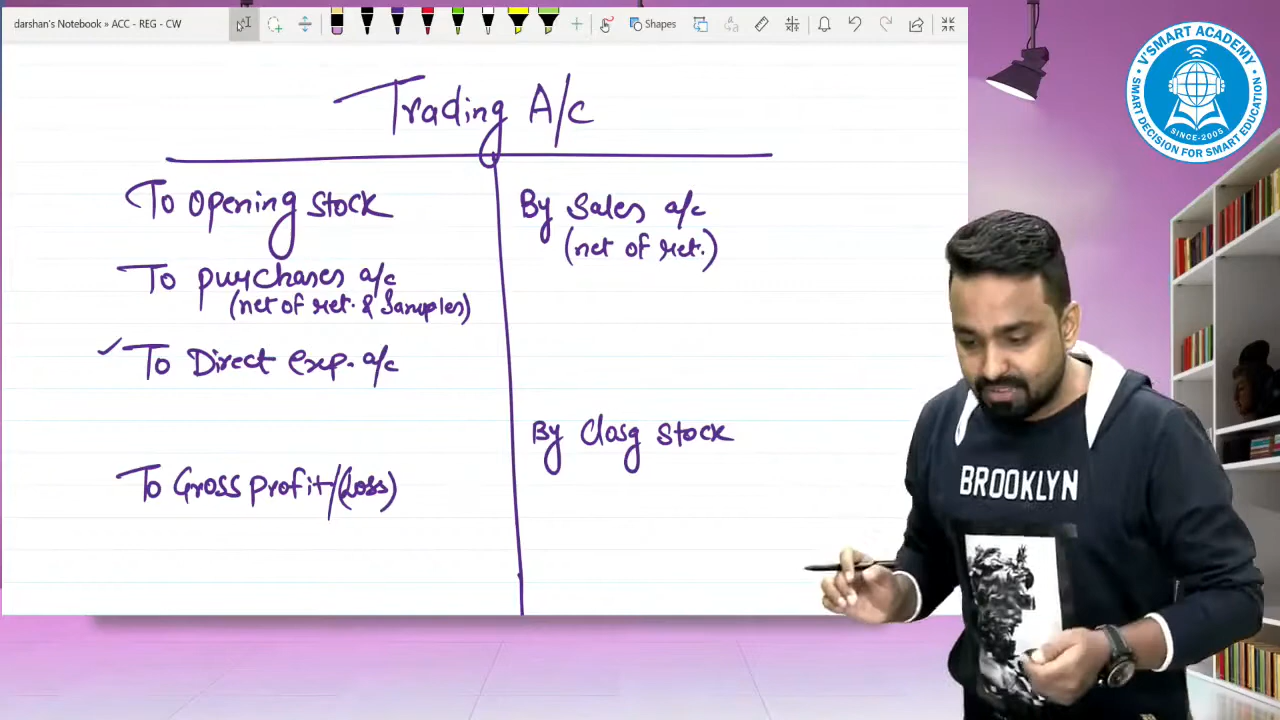 darshan's Notebook » ACC - REG - CW
Shapes
Trading A/c
To Opening Stock
To purchases a/c
(net of ret. & Samples)
✓ To Direct exp. a/c
To Gross profit/(Loss)
By Sales a/c
(net of ret.)
By Closg Stock
V'SMART ACADEMY
SINCE-2005
SMART DECISION FOR SMART EDUCATION
BROOKLYN